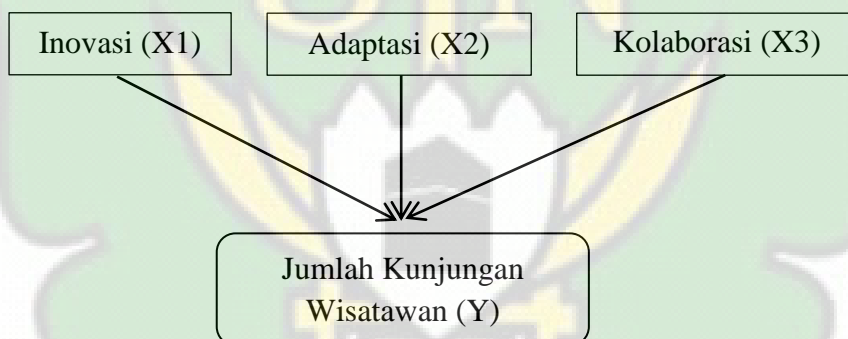 Inovasi (X1)
Adaptasi (X2)
Kolaborasi (X3)
Jumlah Kunjungan
Wisatawan (Y)